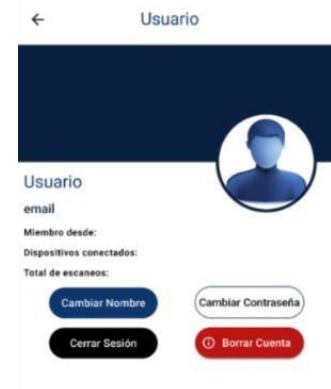 Usuario
Usuario
email
Miembro desde:
Dispositivos conectados:
Total de escaneos:
Cambiar Nombre
Cambiar Contraseña
Cerrar Sesión
Borrar Cuenta